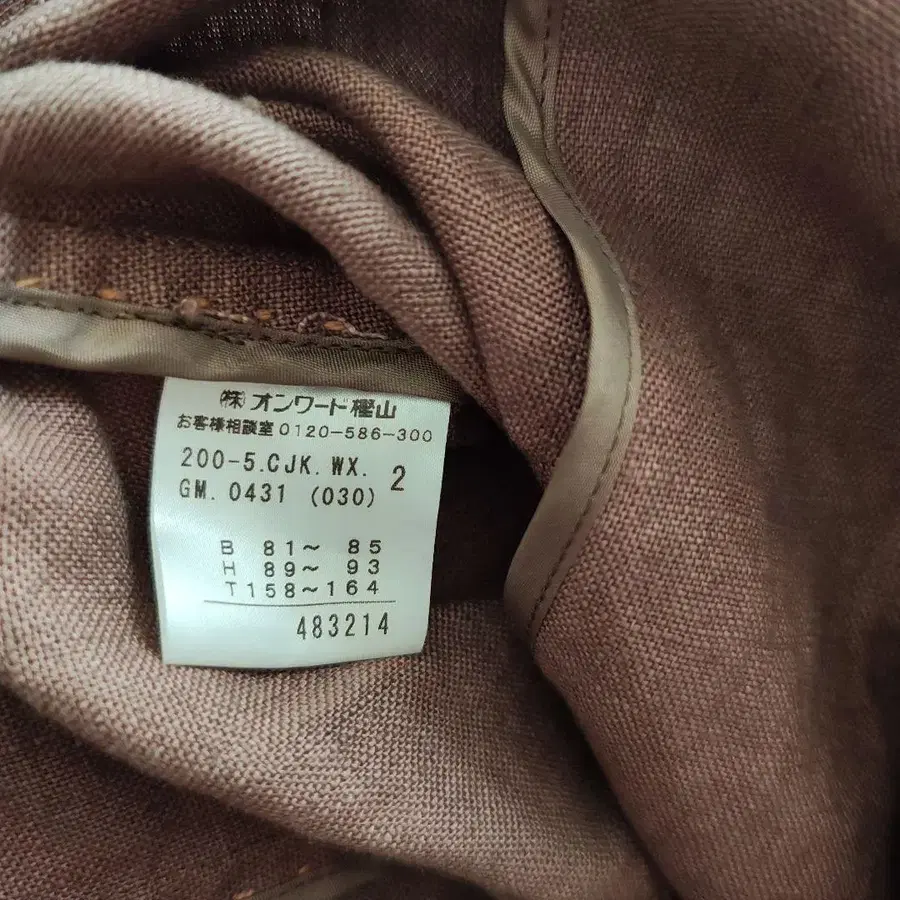 ㈱オンワード樫山
お客様相談室 0120-586-300
200-5.CJK.WX. 2
GM.0431 (030)
B 81~ 85
H 89~ 93
T158~164
483214